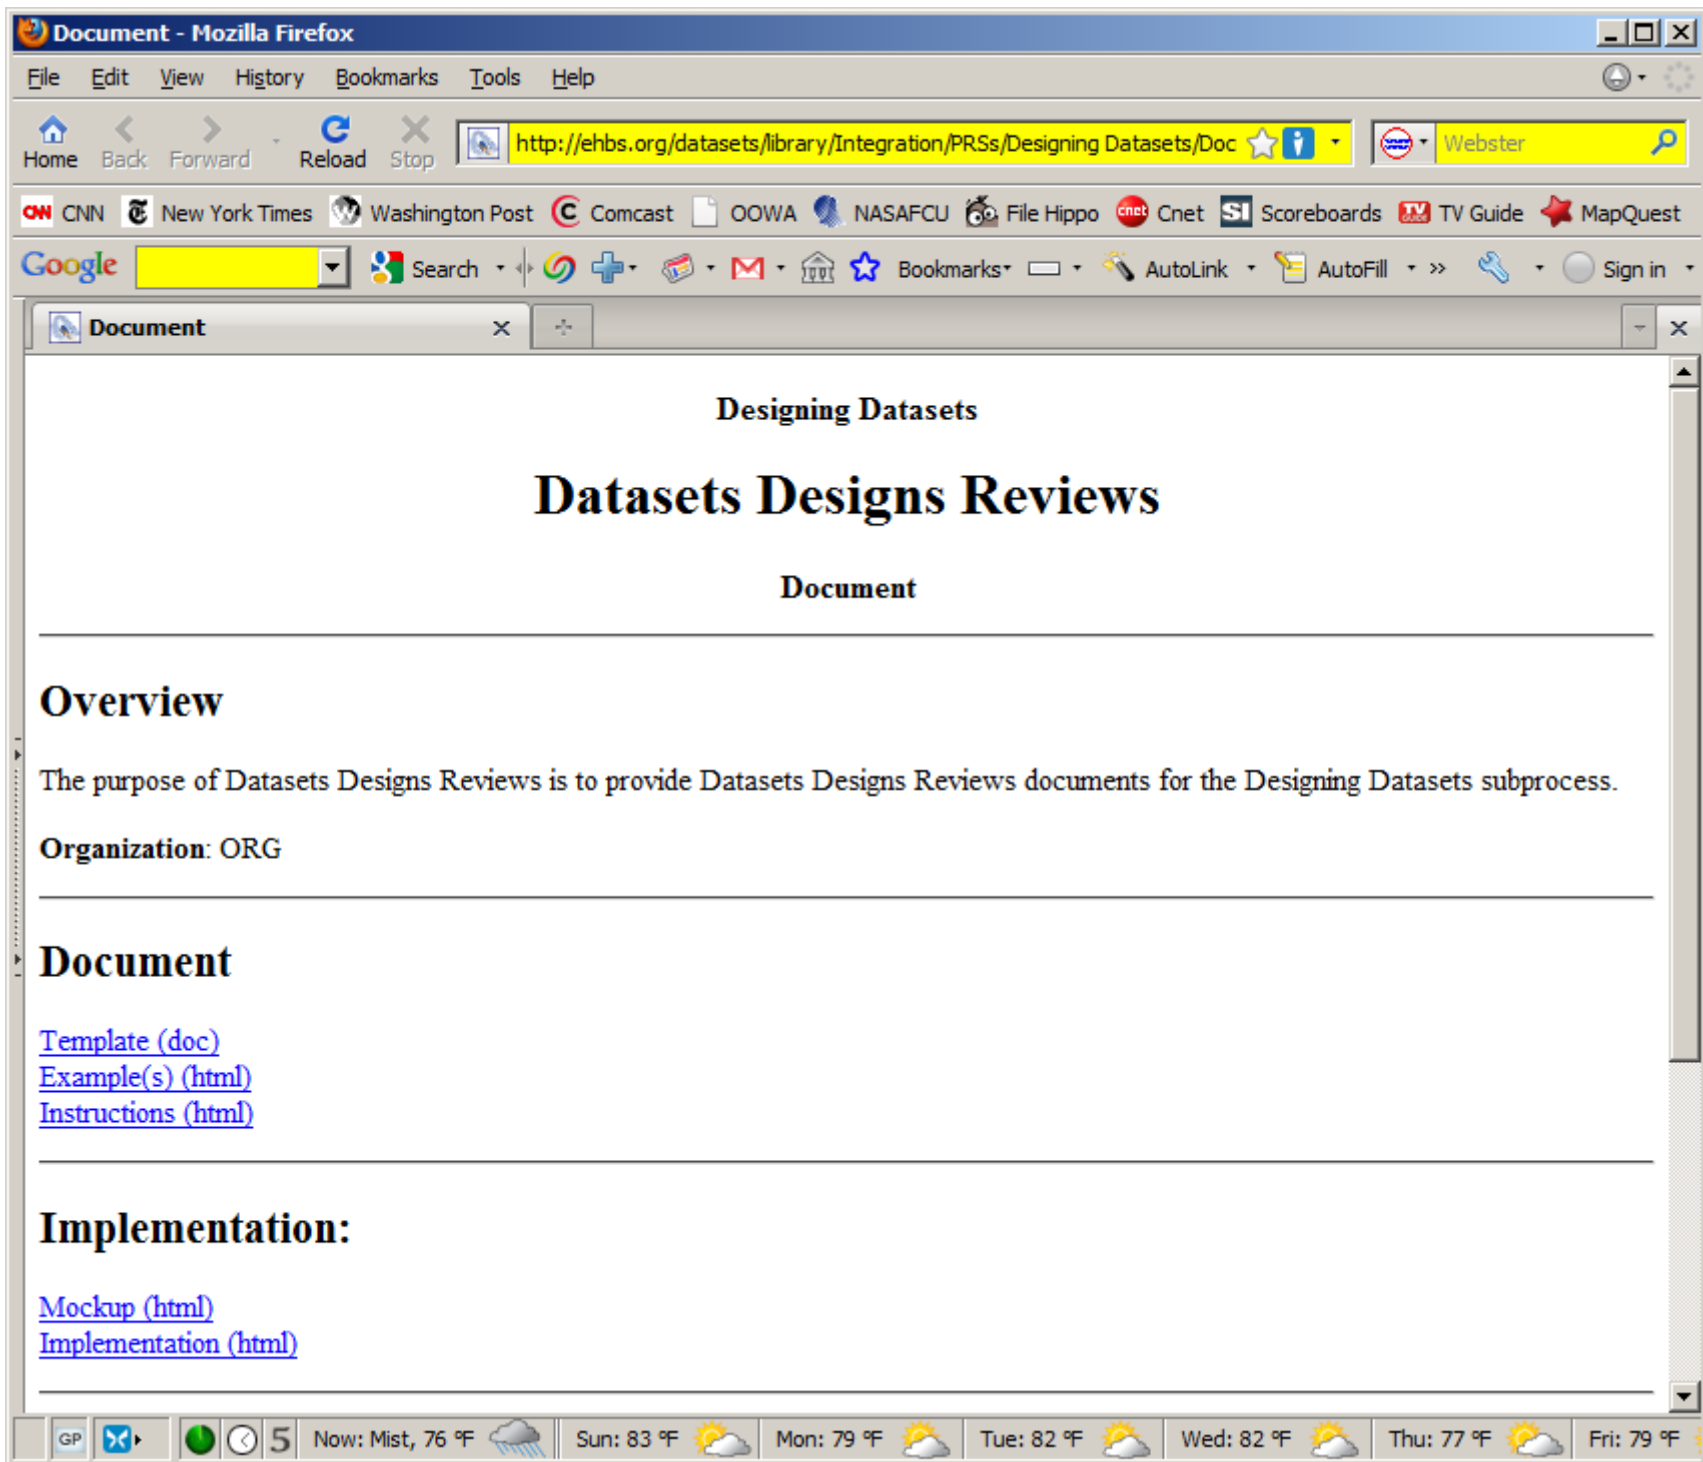 Document - Mozilla Firefox
File Edit View History Bookmarks Tools Help
Home Back Forward Reload Stop http://ehbs.org/datasets/library/Integration/PRSs/Designing Datasets/Doc Webster
CNN CNN New York Times Washington Post Comcast OOWA NASAFCU File Hippo cnet Cnet SI Scoreboards TV GUIDE TV Guide MapQuest
Google Search Bookmarks AutoLink AutoFill » Sign in
Document
Designing Datasets
Datasets Designs Reviews
Document
Overview
The purpose of Datasets Designs Reviews is to provide Datasets Designs Reviews documents for the Designing Datasets subprocess.
Organization: ORG
Document
Template (doc)
Example(s) (html)
Instructions (html)
Implementation:
Mockup (html)
Implementation (html)
GP 5 Now: Mist, 76 °F Sun: 83 °F Mon: 79 °F Tue: 82 °F Wed: 82 °F Thu: 77 °F Fri: 79 °F